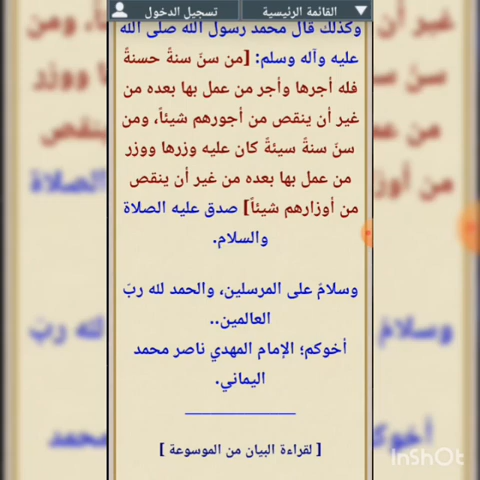 القائمة الرئيسية
تسجيل الدخول
وكذلك قال محمد رسول الله صلى الله
عليه وآله وسلم: [من سنّ سنةً حسنةً
فله أجرها وأجر من عمل بها بعده من
غير أن ينقص من أجورهم شيئاً، ومن
سنّ سنةً سيئةً كان عليه وزرها ووزر
من عمل بها بعده من غير أن ينقص
من أوزارهم شيئاً] صدق عليه الصلاة
والسلام.
وسلامٌ على المرسلين، والحمد لله ربّ
العالمين..
أخوكم؛ الإمام المهدي ناصر محمد
اليماني.
[ لقراءة البيان من الموسوعة ]
InShOt